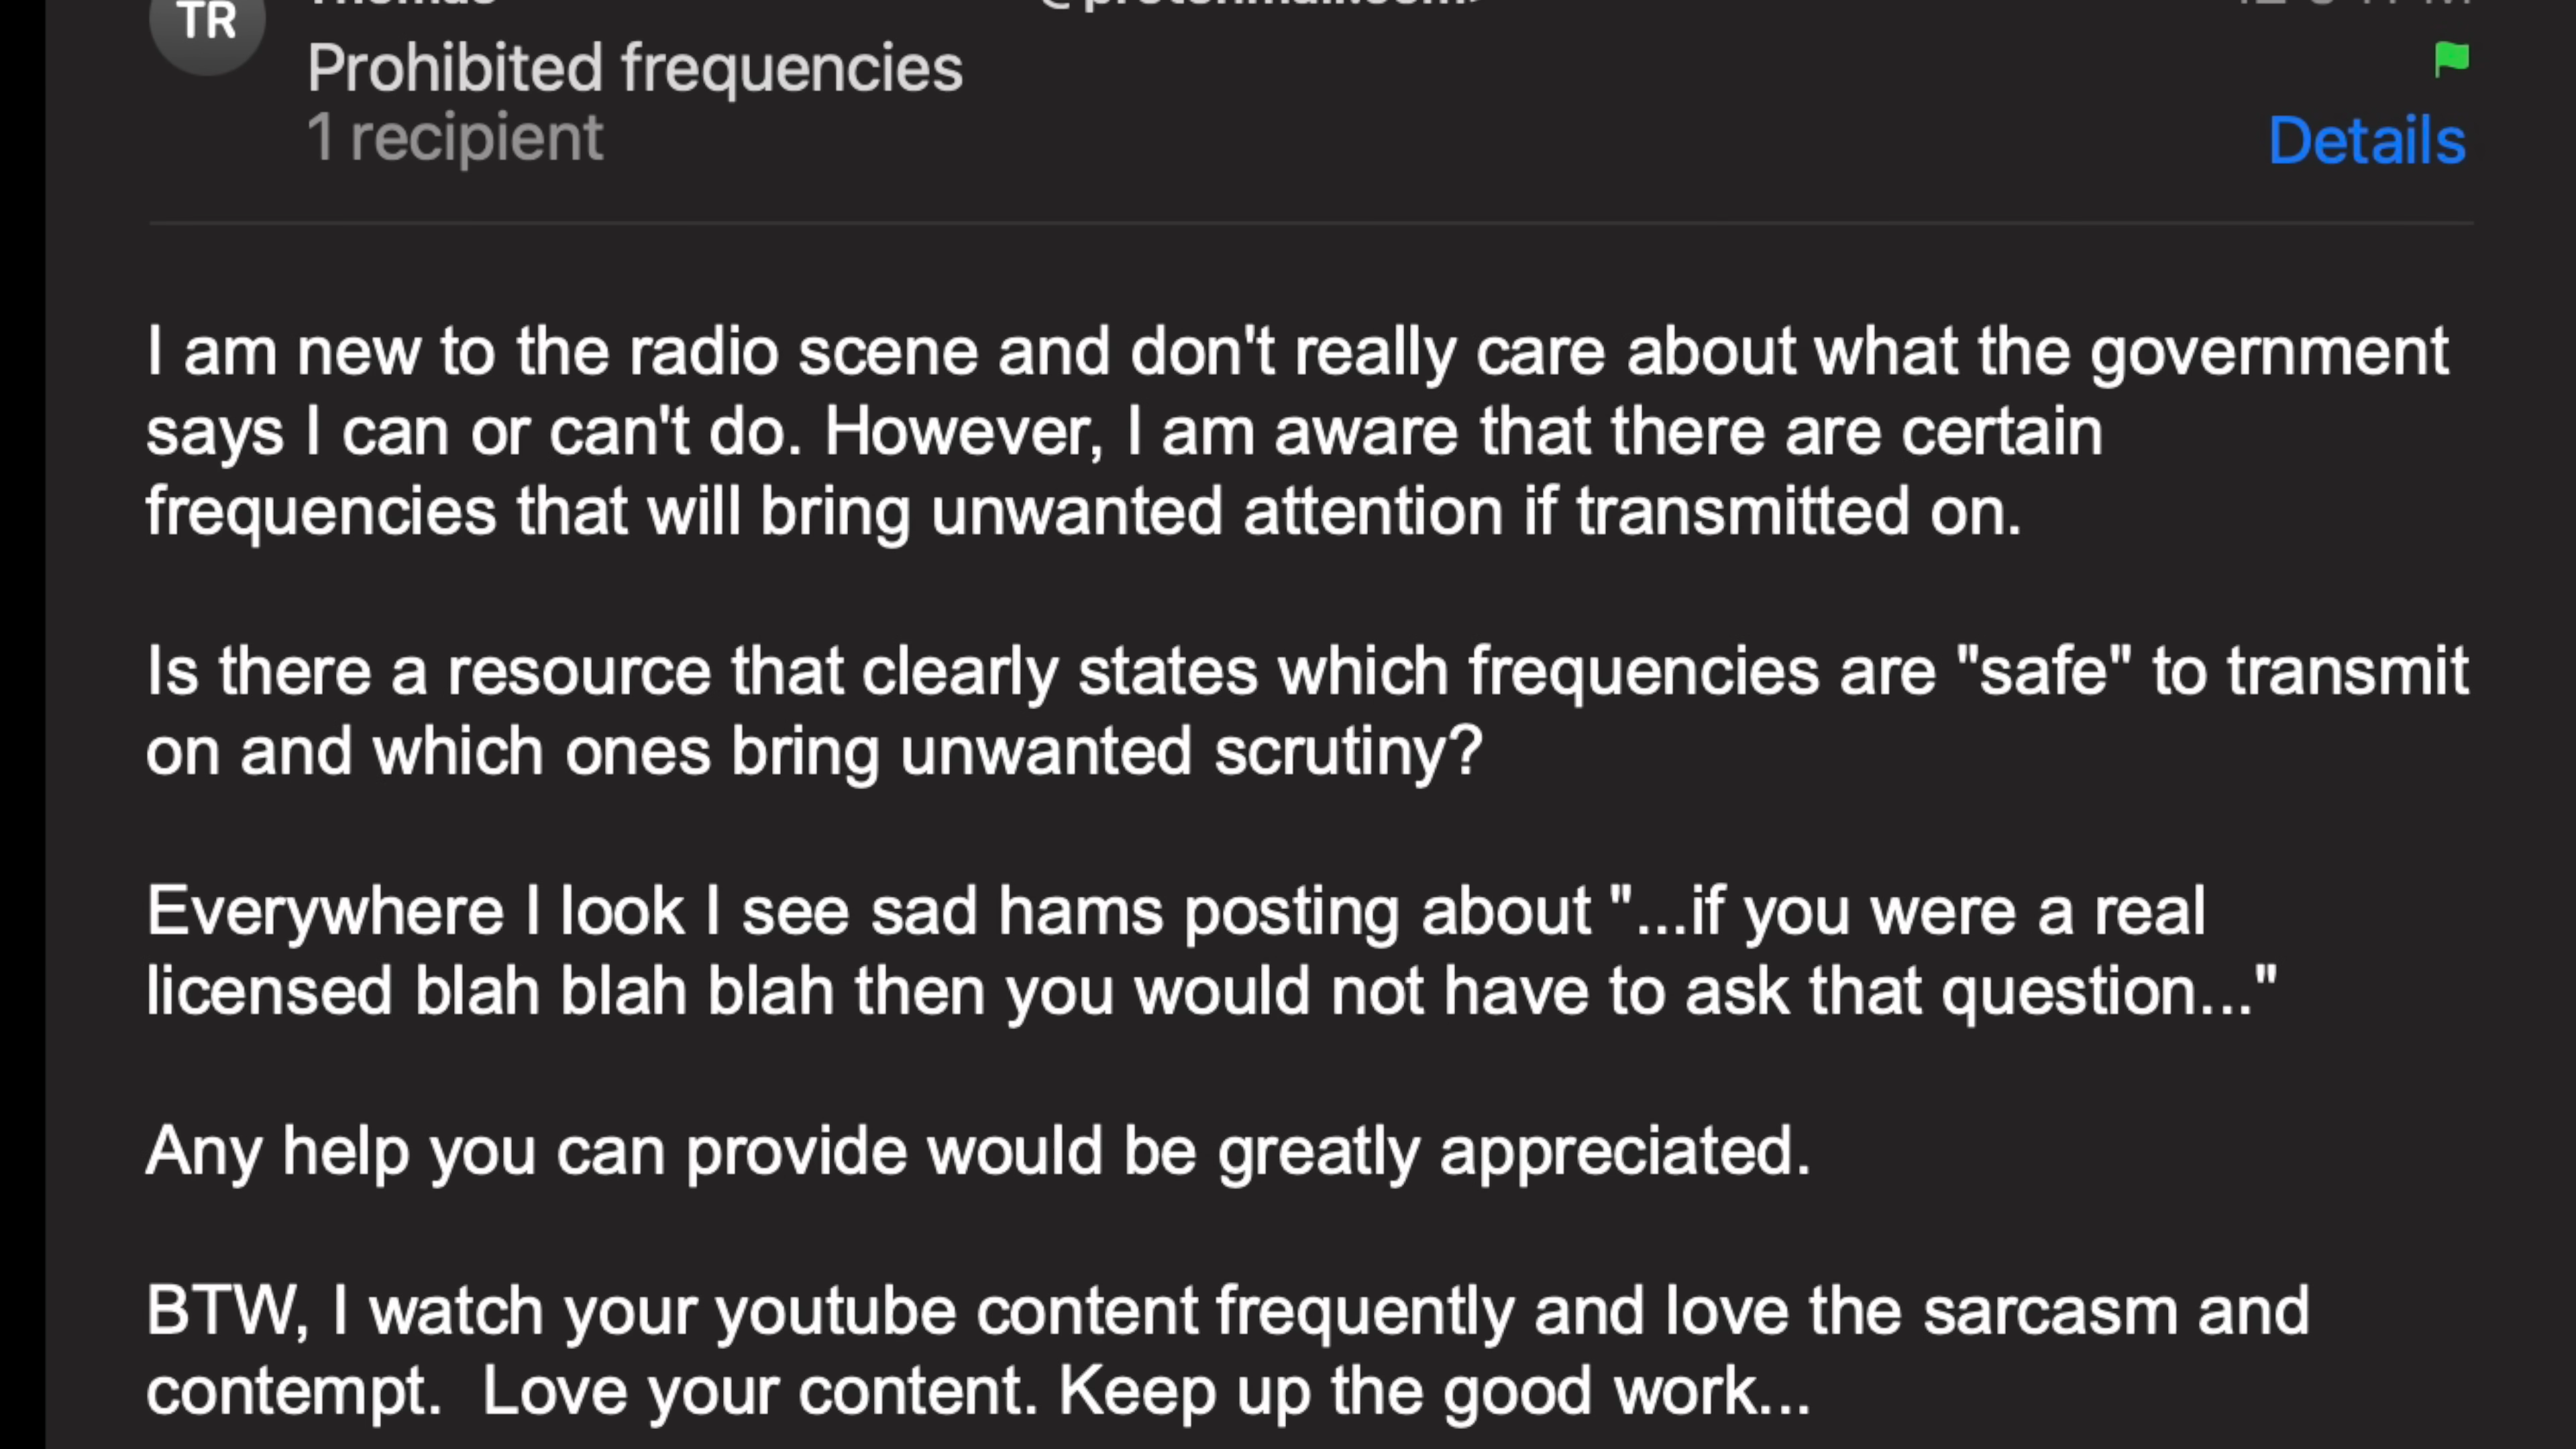 TR
Prohibited frequencies
1 recipient
Details
I am new to the radio scene and don't really care about what the government
says I can or can't do. However, I am aware that there are certain
frequencies that will bring unwanted attention if transmitted on.
Is there a resource that clearly states which frequencies are "safe" to transmit
on and which ones bring unwanted scrutiny?
Everywhere I look I see sad hams posting about "...if you were a real
licensed blah blah blah then you would not have to ask that question..."
Any help you can provide would be greatly appreciated.
BTW, I watch your youtube content frequently and love the sarcasm and
contempt.  Love your content. Keep up the good work...